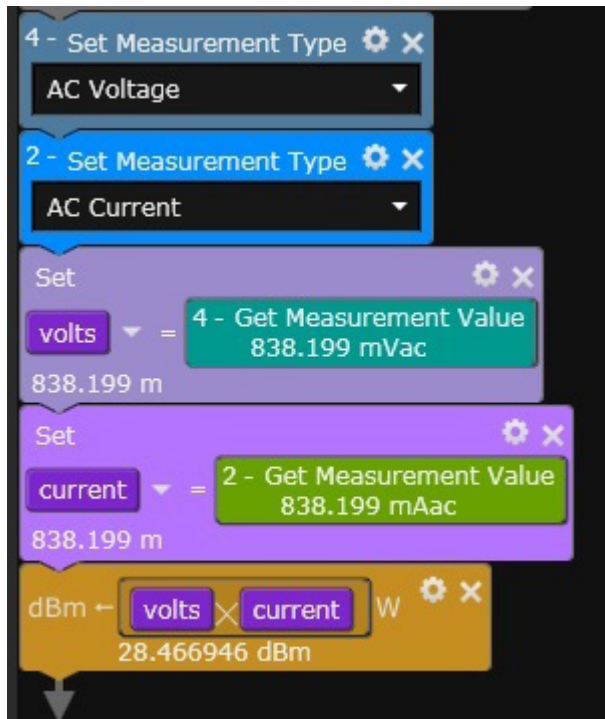 4 - Set Measurement Type
AC Voltage
2 - Set Measurement Type
AC Current
Set
volts = 4 - Get Measurement Value
838.199 mVac
838.199 m
Set
current = 2 - Get Measurement Value
838.199 mAac
838.199 m
dBm ← volts × current W
28.466946 dBm